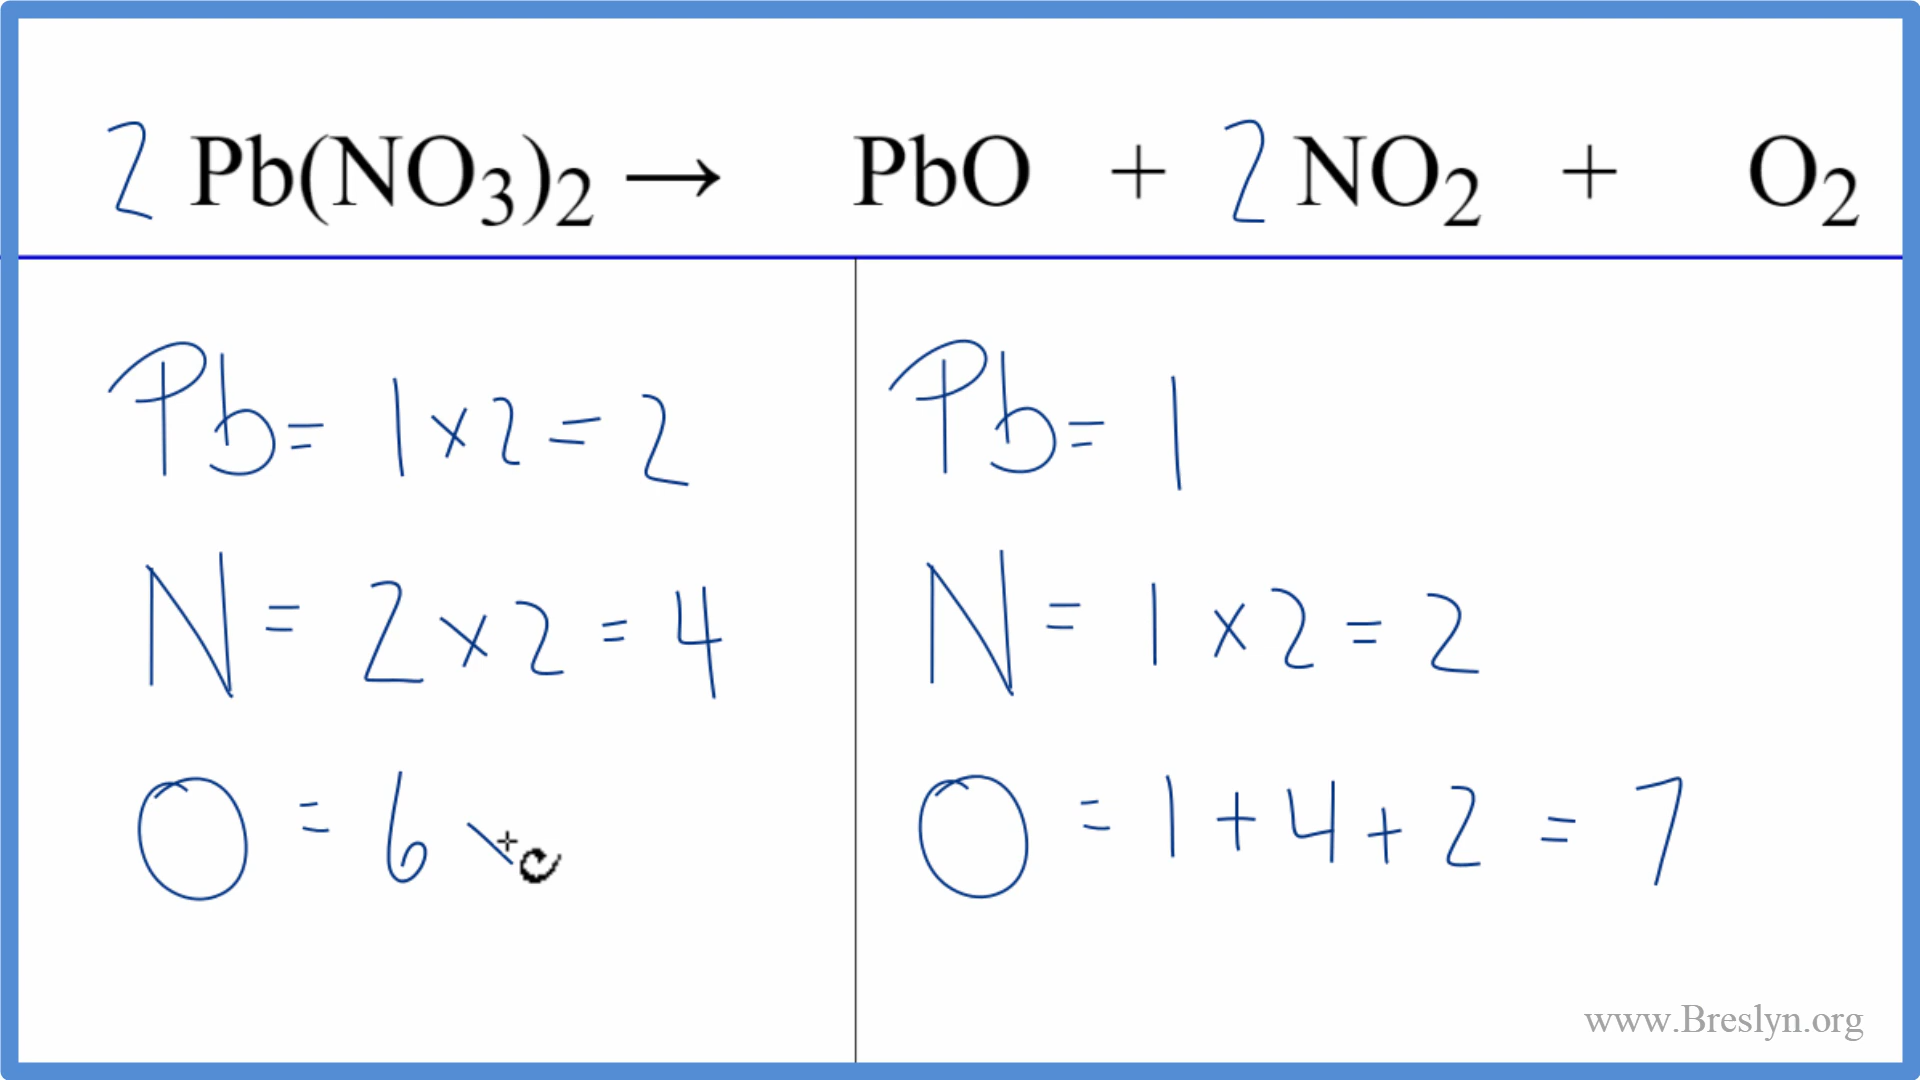 2 Pb(NO₃)₂ → PbO + 2 NO₂ + O₂
Pb = 1 x 2 = 2
N = 2 x 2 = 4
O = 6
Pb = 1
N = 1 x 2 = 2
O = 1 + 4 + 2 = 7
www.Breslyn.org